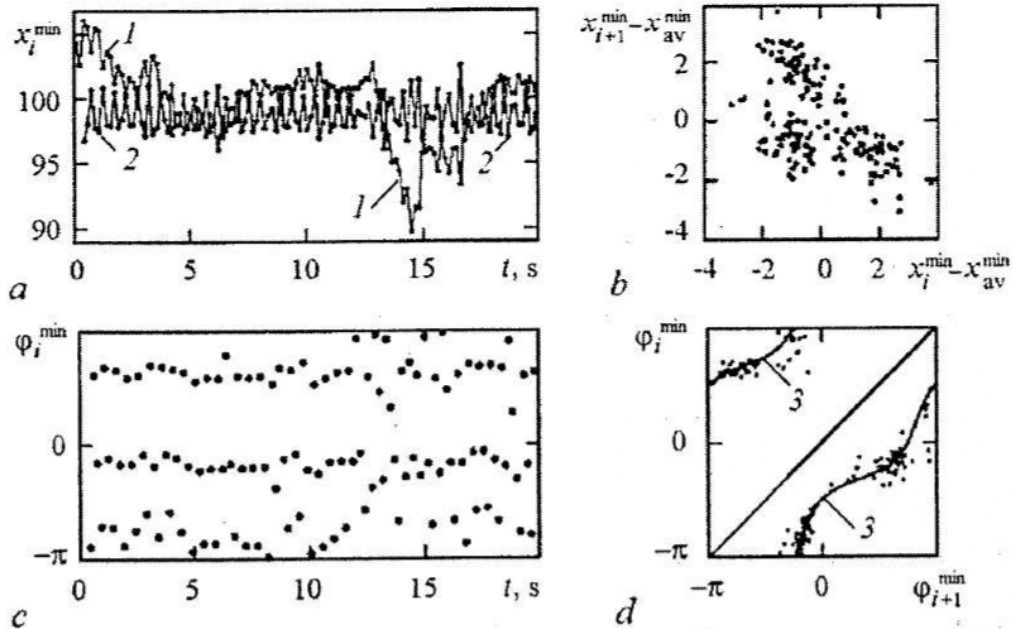 x_i^min
1
100
95
90
2
1
2
0
5
10
15
t, s
a
x_{i+1}^min – x_av^min
2
0
-2
-4
-4
-2
0
2
x_i^min – x_av^min
b
φ_i^min
0
–π
0
5
10
15
t, s
c
φ_i^min
0
–π
3
3
–π
0
φ_{i+1}^min
d